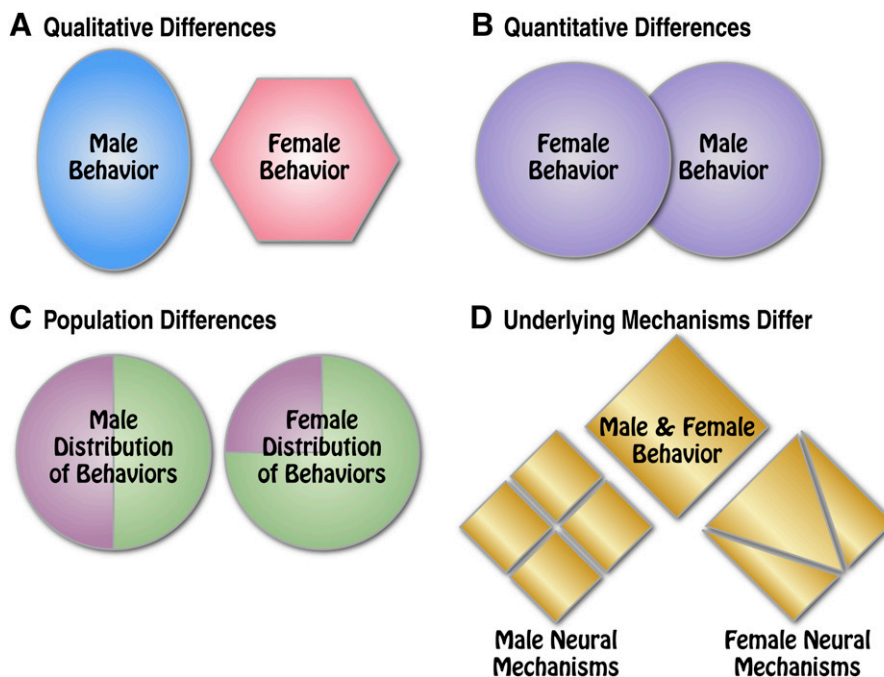 A Qualitative Differences
Male
Behavior
Female
Behavior
B Quantitative Differences
Female
Behavior
Male
Behavior
C Population Differences
Male
Distribution
of Behaviors
Female
Distribution
of Behaviors
D Underlying Mechanisms Differ
Male & Female
Behavior
Male Neural
Mechanisms
Female Neural
Mechanisms